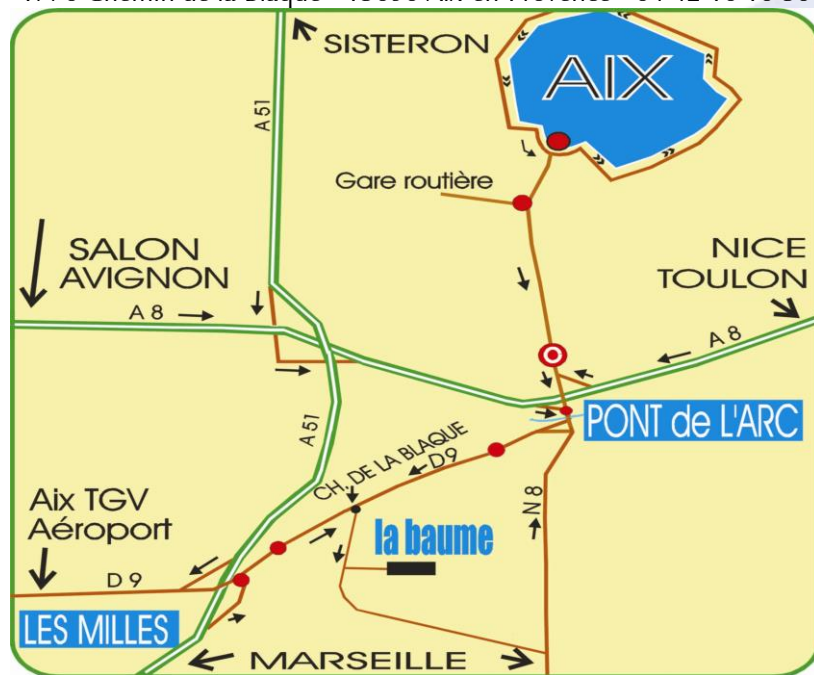 SISTERON
AIX
A 51
Gare routière
SALON
AVIGNON
NICE
TOULON
A 8
A 8
PONT de L'ARC
A 51
CH. DE LA BLAQUE
D9
N 8
Aix TGV
Aéroport
la baume
D 9
LES MILLES
MARSEILLE